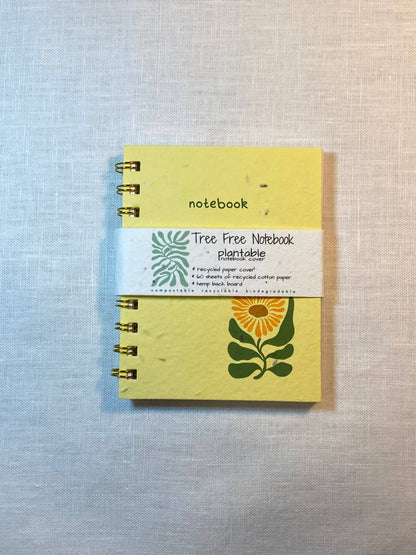 notebook
Tree Free Notebook
plantable
notebook cover
* recycled paper cover
* 60 sheets of recycled cotton paper
* hemp back board
compostable recyclable biodegradable